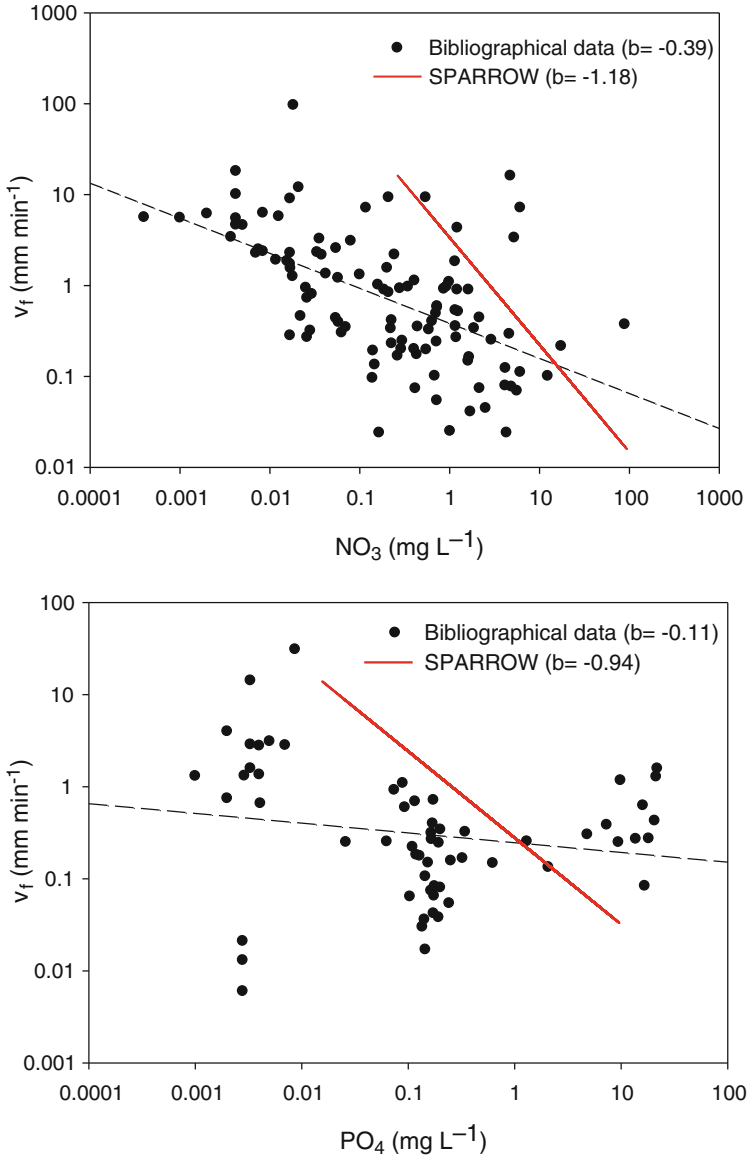 1000
Bibliographical data (b= -0.39)
SPARROW (b= -1.18)
100
10
1
0.1
0.01
v_f (mm min⁻¹)
0.0001 0.001 0.01 0.1 1 10 100 1000
NO₃ (mg L⁻¹)
100
Bibliographical data (b= -0.11)
SPARROW (b= -0.94)
10
1
0.1
0.01
0.001
v_f (mm min⁻¹)
0.0001 0.001 0.01 0.1 1 10 100
PO₄ (mg L⁻¹)